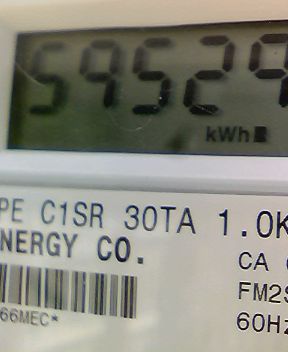 59529
kWh
PE C1SR 30TA 1.0K
NERGY CO.
CA
FM2S
66MEC*
60Hz